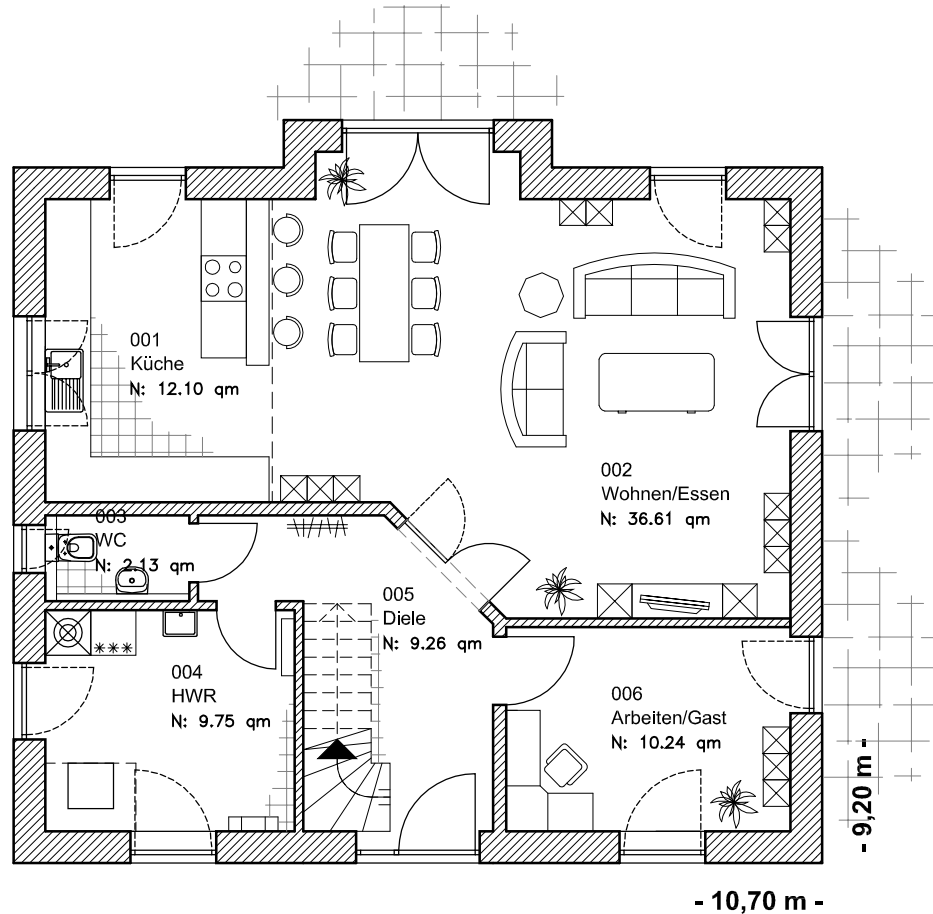 001
Küche
N: 12.10 qm
002
Wohnen/Essen
N: 36.61 qm
003
WC
N: 2.13 qm
005
Diele
N: 9.26 qm
004
HWR
N: 9.75 qm
006
Arbeiten/Gast
N: 10.24 qm
- 9,20 m -
- 10,70 m -